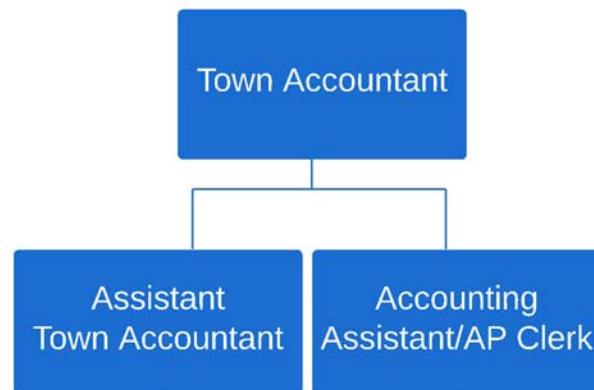 Town Accountant
Assistant
Town Accountant
Accounting
Assistant/AP Clerk